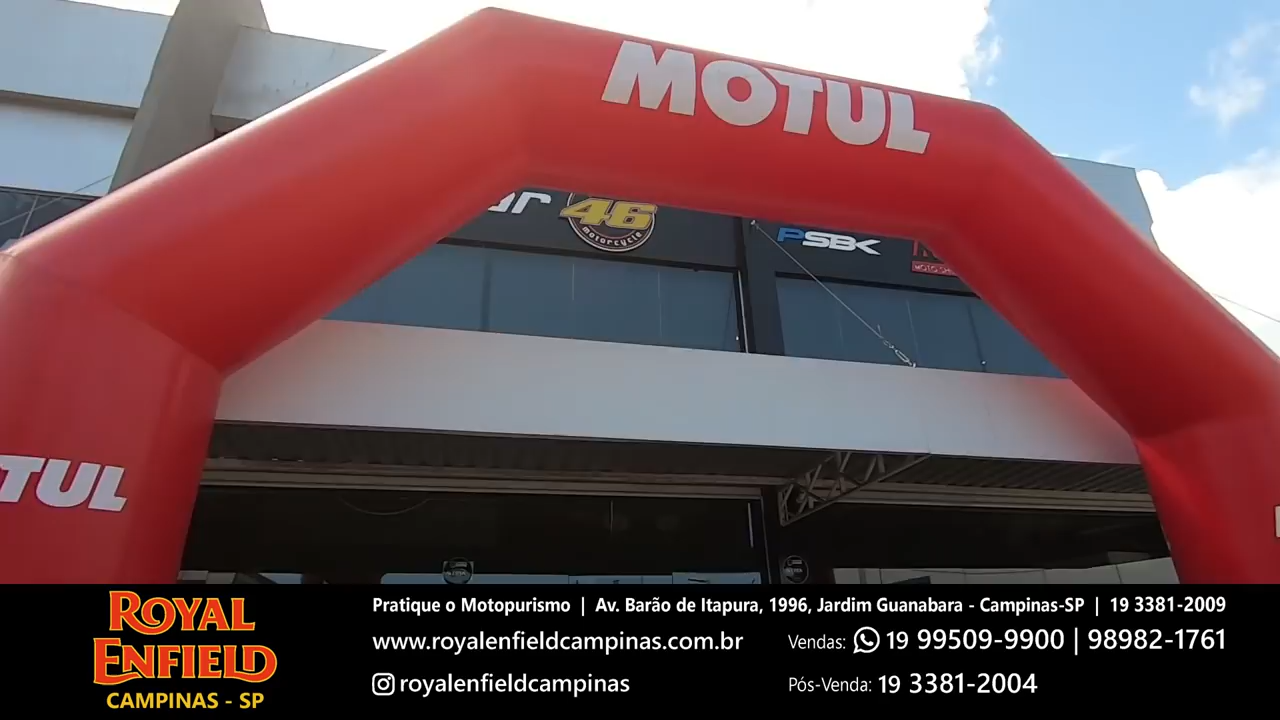 MOTUL
46
motorcycle
PSBK
TUL
ROYAL
ENFIELD
CAMPINAS - SP
Pratique o Motopurismo | Av. Barão de Itapura, 1996, Jardim Guanabara - Campinas-SP | 19 3381-2009
www.royalenfieldcampinas.com.br
Vendas: 19 99509-9900 | 98982-1761
royalenfieldcampinas
Pós-Venda: 19 3381-2004